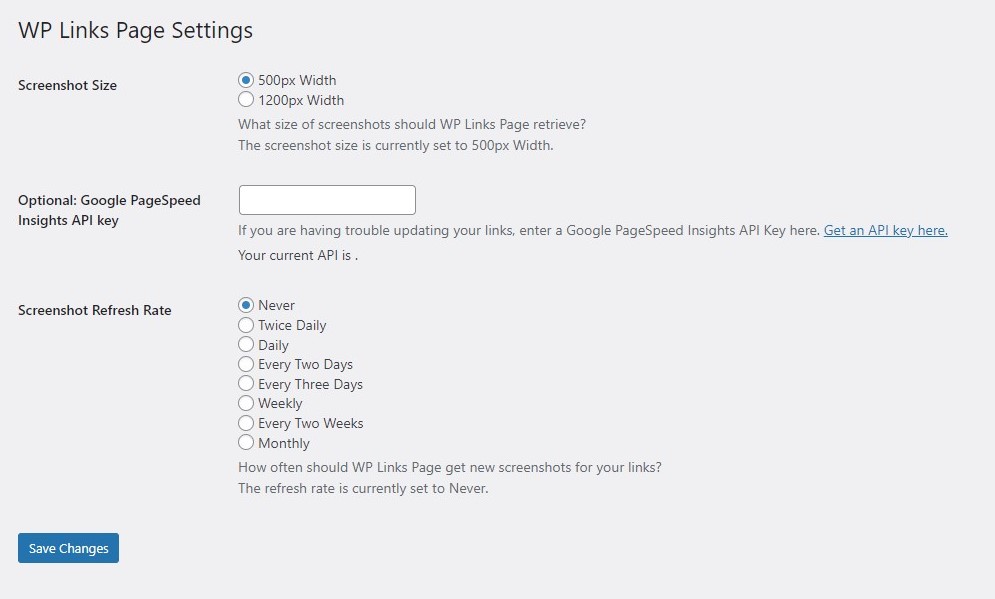 WP Links Page Settings
Screenshot Size
500px Width
1200px Width
What size of screenshots should WP Links Page retrieve?
The screenshot size is currently set to 500px Width.
Optional: Google PageSpeed
Insights API key
If you are having trouble updating your links, enter a Google PageSpeed Insights API Key here. Get an API key here.
Your current API is .
Screenshot Refresh Rate
Never
Twice Daily
Daily
Every Two Days
Every Three Days
Weekly
Every Two Weeks
Monthly
How often should WP Links Page get new screenshots for your links?
The refresh rate is currently set to Never.
Save Changes